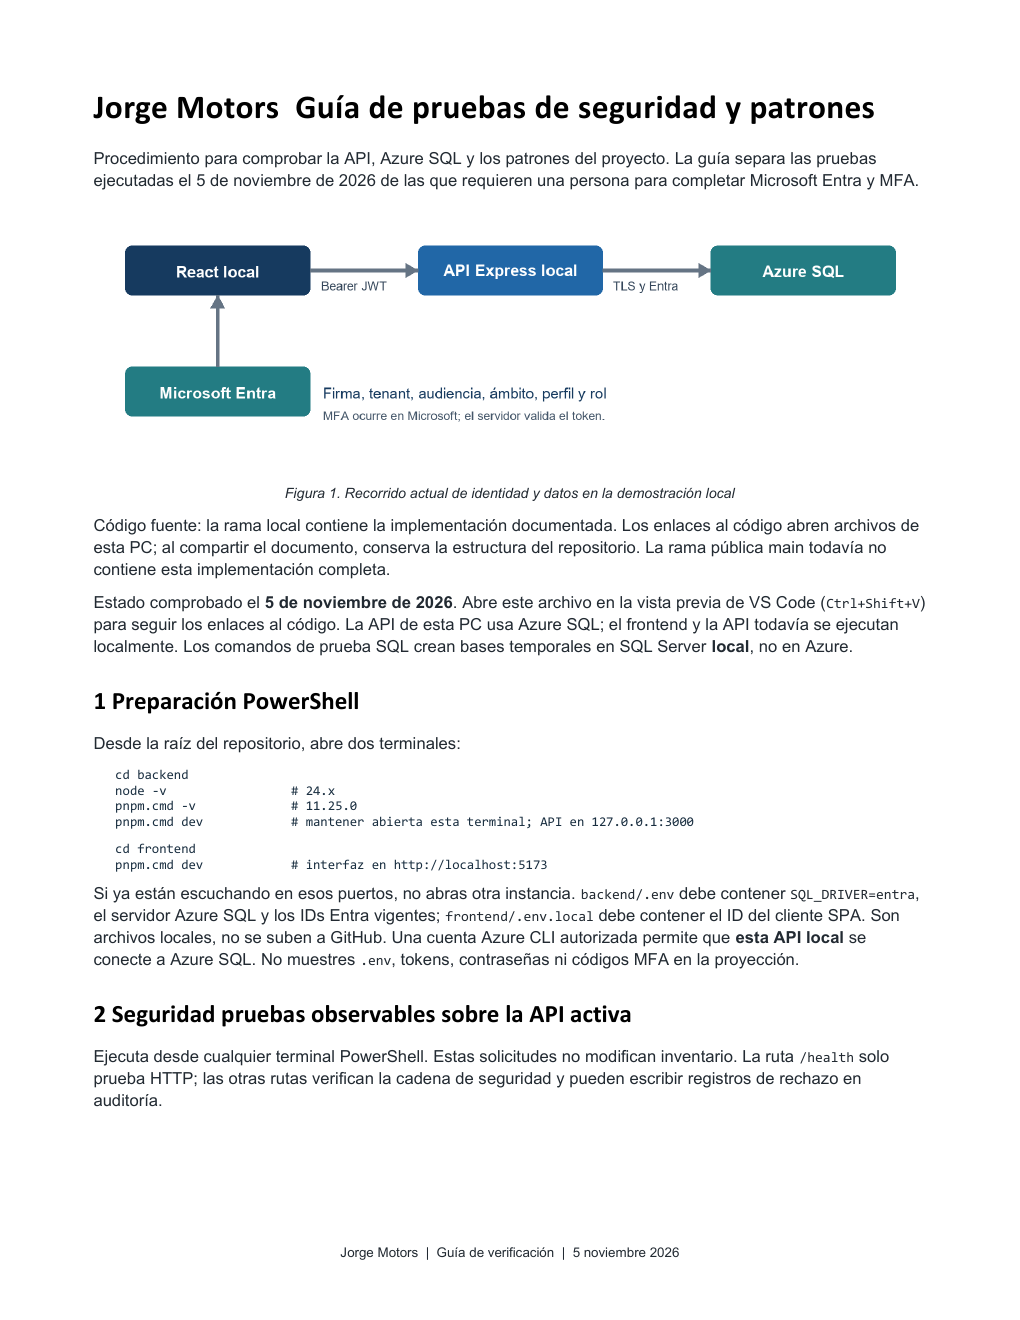 Jorge Motors  Guía de pruebas de seguridad y patrones
Procedimiento para comprobar la API, Azure SQL y los patrones del proyecto. La guía separa las pruebas
ejecutadas el 5 de noviembre de 2026 de las que requieren una persona para completar Microsoft Entra y MFA.
React local
Bearer JWT
API Express local
TLS y Entra
Azure SQL
Microsoft Entra
Firma, tenant, audiencia, ámbito, perfil y rol
MFA ocurre en Microsoft; el servidor valida el token.
Figura 1. Recorrido actual de identidad y datos en la demostración local
Código fuente: la rama local contiene la implementación documentada. Los enlaces al código abren archivos de
esta PC; al compartir el documento, conserva la estructura del repositorio. La rama pública main todavía no
contiene esta implementación completa.
Estado comprobado el 5 de noviembre de 2026. Abre este archivo en la vista previa de VS Code (Ctrl+Shift+V)
para seguir los enlaces al código. La API de esta PC usa Azure SQL; el frontend y la API todavía se ejecutan
localmente. Los comandos de prueba SQL crean bases temporales en SQL Server local, no en Azure.
1 Preparación PowerShell
Desde la raíz del repositorio, abre dos terminales:
cd backend
node -v                 # 24.x
pnpm.cmd -v             # 11.25.0
pnpm.cmd dev            # mantener abierta esta terminal; API en 127.0.0.1:3000
cd frontend
pnpm.cmd dev            # interfaz en http://localhost:5173
Si ya están escuchando en esos puertos, no abras otra instancia. backend/.env debe contener SQL_DRIVER=entra,
el servidor Azure SQL y los IDs Entra vigentes; frontend/.env.local debe contener el ID del cliente SPA. Son
archivos locales, no se suben a GitHub. Una cuenta Azure CLI autorizada permite que esta API local se
conecte a Azure SQL. No muestres .env, tokens, contraseñas ni códigos MFA en la proyección.
2 Seguridad pruebas observables sobre la API activa
Ejecuta desde cualquier terminal PowerShell. Estas solicitudes no modifican inventario. La ruta /health solo
prueba HTTP; las otras rutas verifican la cadena de seguridad y pueden escribir registros de rechazo en
auditoría.
Jorge Motors | Guía de verificación | 5 noviembre 2026